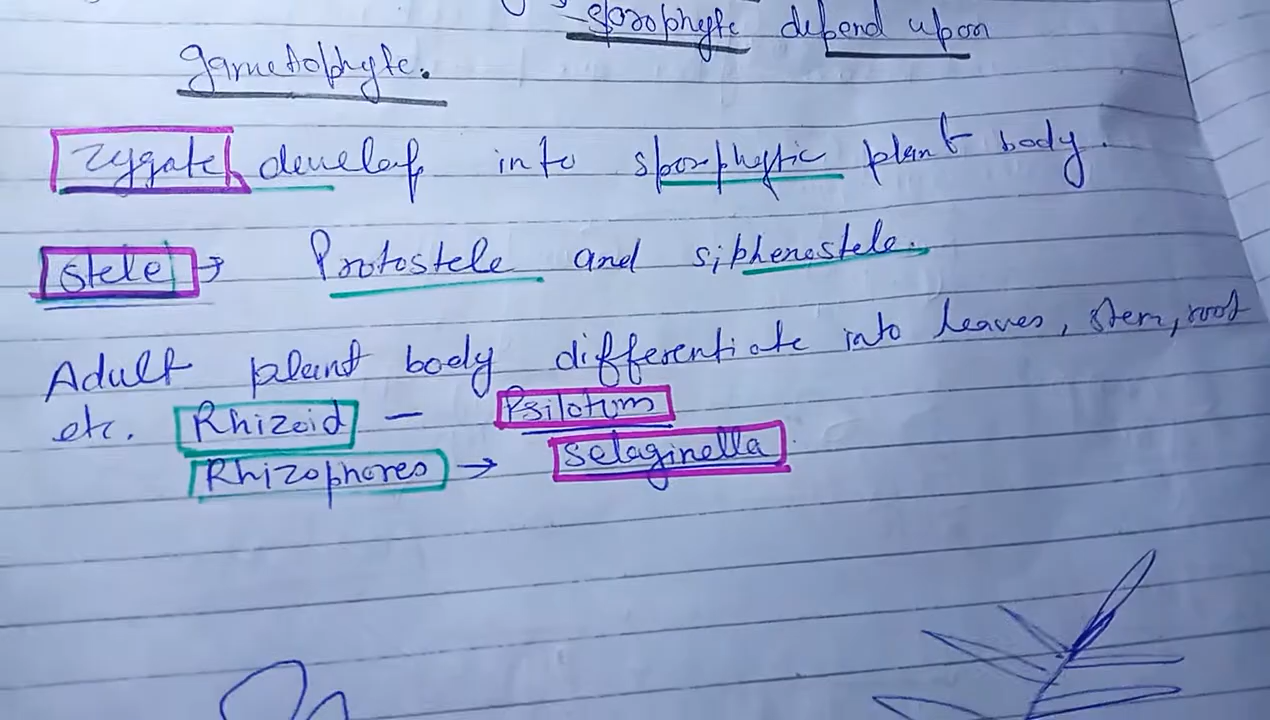 sporophyte depend upon
gametophyte.
Zygote develop into sporophytic plant body.
Stele → Protostele and siphenostele.
Adult plant body differentiate into leaves, stem, root
etc. Rhizoid - Psilotum
Rhizophores → Selaginella